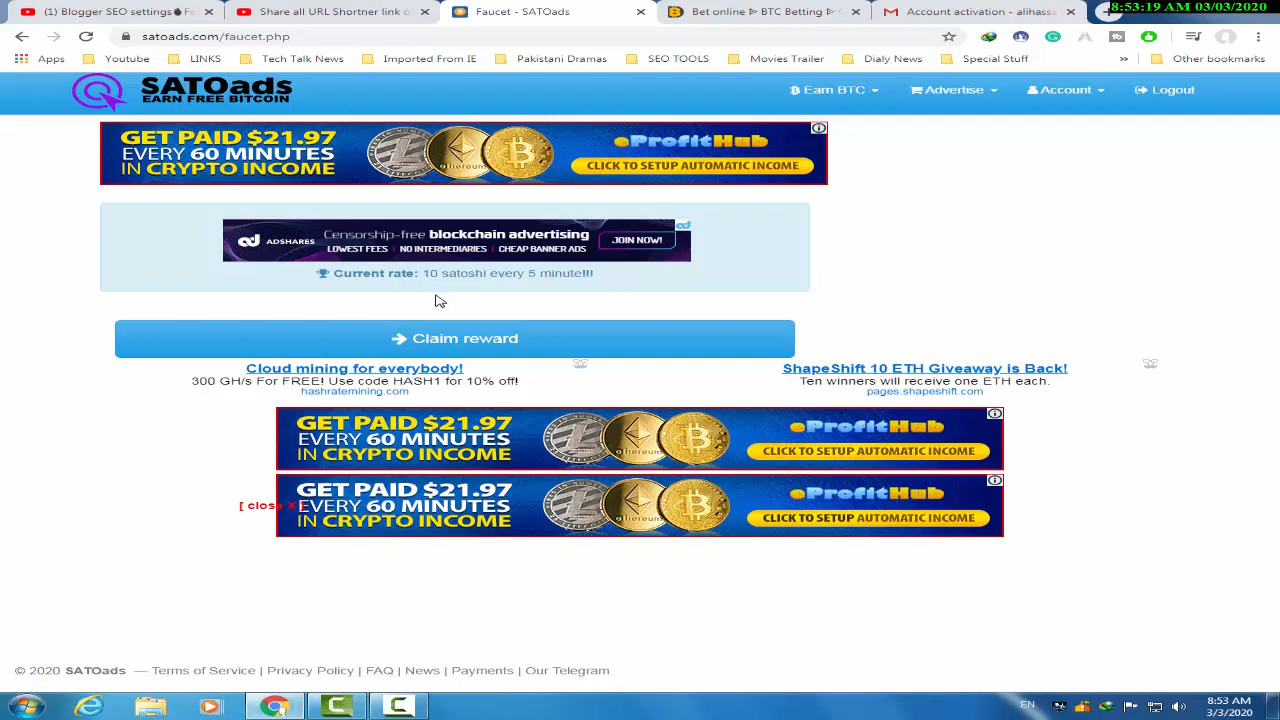 (1) Blogger SEO settings
Share all URL Shortner link o
Faucet - SATOads
Bet online ᐉ BTC Betting ᐉ C
Account activation - alihass
8:53:19 AM 03/03/2020
satoads.com/faucet.php
Apps
Youtube
LINKS
Tech Talk News
Imported From IE
Pakistani Dramas
SEO TOOLS
Movies Trailer
Dialy News
Special Stuff
»
Other bookmarks
SATOads
EARN FREE BITCOIN
Earn BTC
Advertise
Account
Logout
GET PAID $21.97
EVERY 60 MINUTES
IN CRYPTO INCOME
ethereum
eProfitHub
CLICK TO SETUP AUTOMATIC INCOME
ADSHARES
Censorship-free blockchain advertising
LOWEST FEES | NO INTERMEDIARIES | CHEAP BANNER ADS
JOIN NOW!
Current rate: 10 satoshi every 5 minute!!!
Claim reward
Cloud mining for everybody!
300 GH/s For FREE! Use code HASH1 for 10% off!
hashratemining.com
ShapeShift 10 ETH Giveaway is Back!
Ten winners will receive one ETH each.
pages.shapeshift.com
GET PAID $21.97
EVERY 60 MINUTES
IN CRYPTO INCOME
ethereum
eProfitHub
CLICK TO SETUP AUTOMATIC INCOME
[ close X ]
GET PAID $21.97
EVERY 60 MINUTES
IN CRYPTO INCOME
ethereum
eProfitHub
CLICK TO SETUP AUTOMATIC INCOME
© 2020 SATOads — Terms of Service | Privacy Policy | FAQ | News | Payments | Our Telegram
EN
8:53 AM
3/3/2020